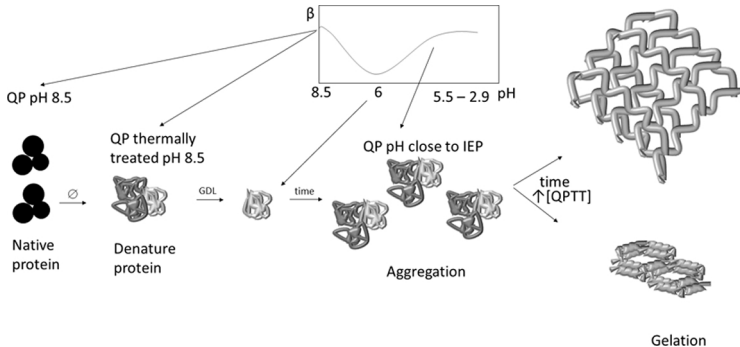 β
8.5 6 5.5 – 2.9 pH
QP pH 8.5
QP thermally
treated pH 8.5
QP pH close to IEP
∅
GDL
time
time
↑[QPTT]
Native
protein
Denature
protein
Aggregation
Gelation